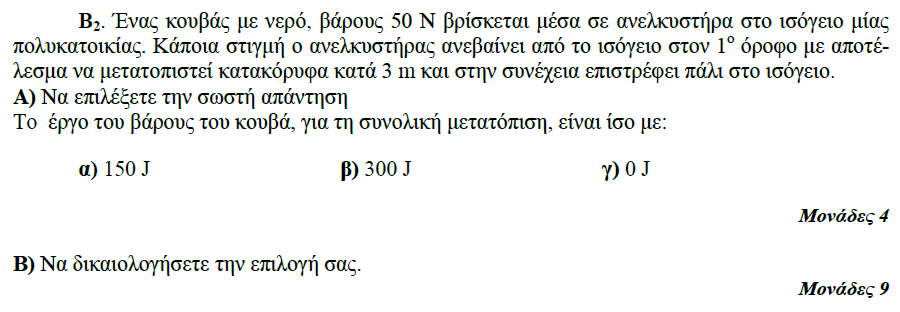 Β2. Ένας κουβάς με νερό, βάρους 50 N βρίσκεται μέσα σε ανελκυστήρα στο ισόγειο μίας
πολυκατοικίας. Κάποια στιγμή ο ανελκυστήρας ανεβαίνει από το ισόγειο στον 1ο όροφο με αποτέ-
λεσμα να μετατοπιστεί κατακόρυφα κατά 3 m και στην συνέχεια επιστρέφει πάλι στο ισόγειο.
Α) Να επιλέξετε την σωστή απάντηση
Το έργο του βάρους του κουβά, για τη συνολική μετατόπιση, είναι ίσο με:
α) 150 J β) 300 J γ) 0 J
Μονάδες 4
Β) Να δικαιολογήσετε την επιλογή σας.
Μονάδες 9